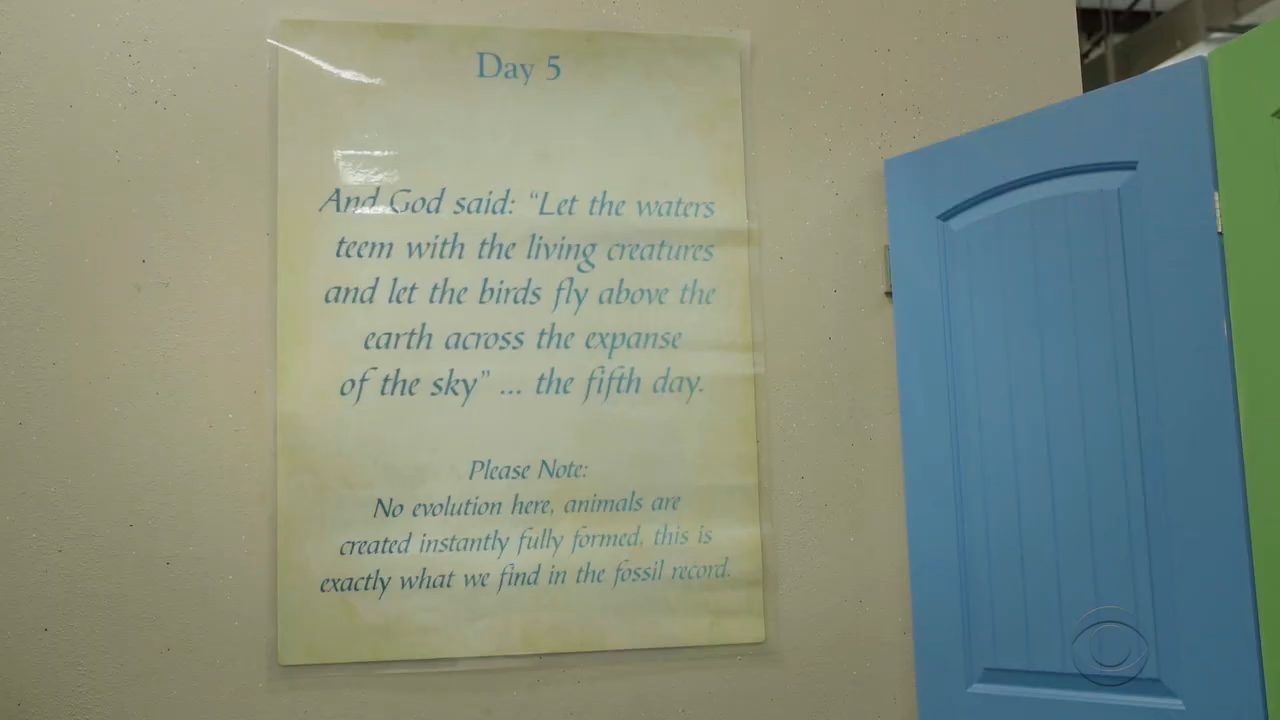 Day 5
And God said: “Let the waters
teem with the living creatures
and let the birds fly above the
earth across the expanse
of the sky” ... the fifth day.
Please Note:
No evolution here, animals are
created instantly fully formed, this is
exactly what we find in the fossil record.